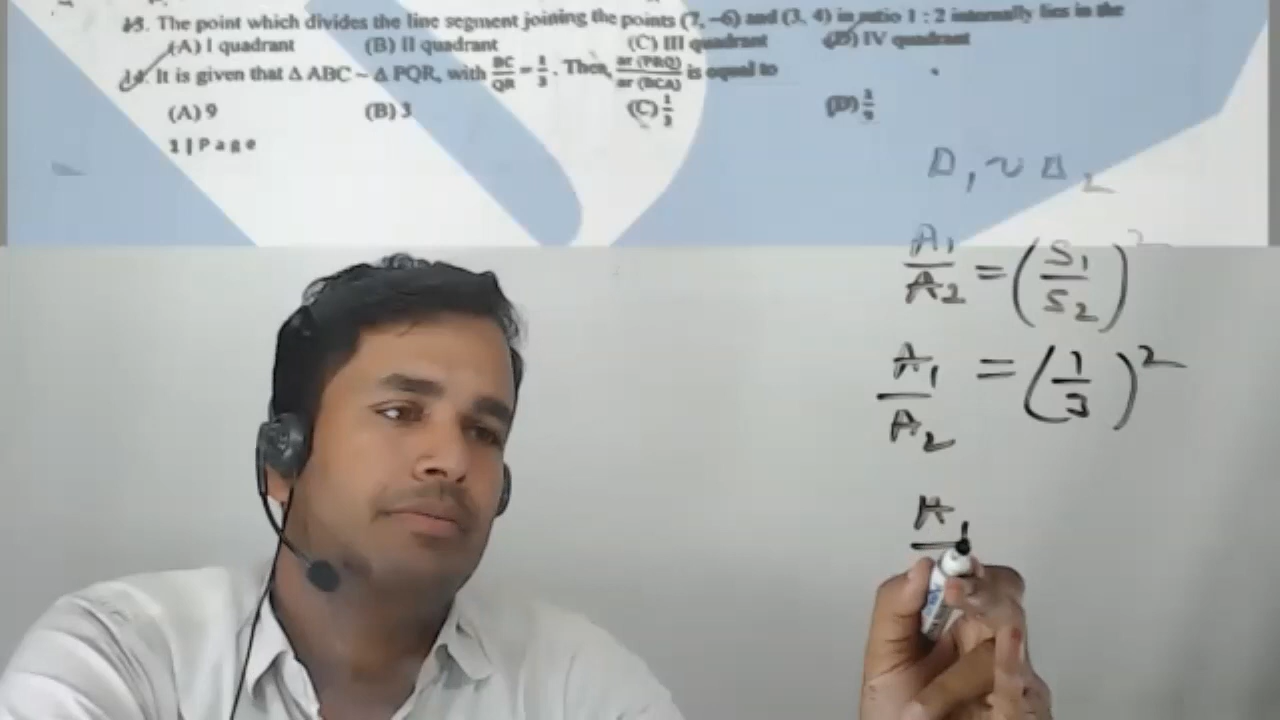 13. The point which divides the line segment joining the points (7, –6) and (3, 4) in ratio 1 : 2 internally lies in the
(A) I quadrant (B) II quadrant (C) III quadrant (D) IV quadrant
14. It is given that Δ ABC ~ Δ PQR, with BC/QR = 1/3. Then, ar (PRQ)/ar (BCA) is equal to
(A) 9 (B) 3 (C) 1/3 (D) 1/9
1 | P a g e
Δ₁ ~ Δ₂
A₁/A₂ = (S₁/S₂)²
A₁/A₂ = (1/3)²
A₁